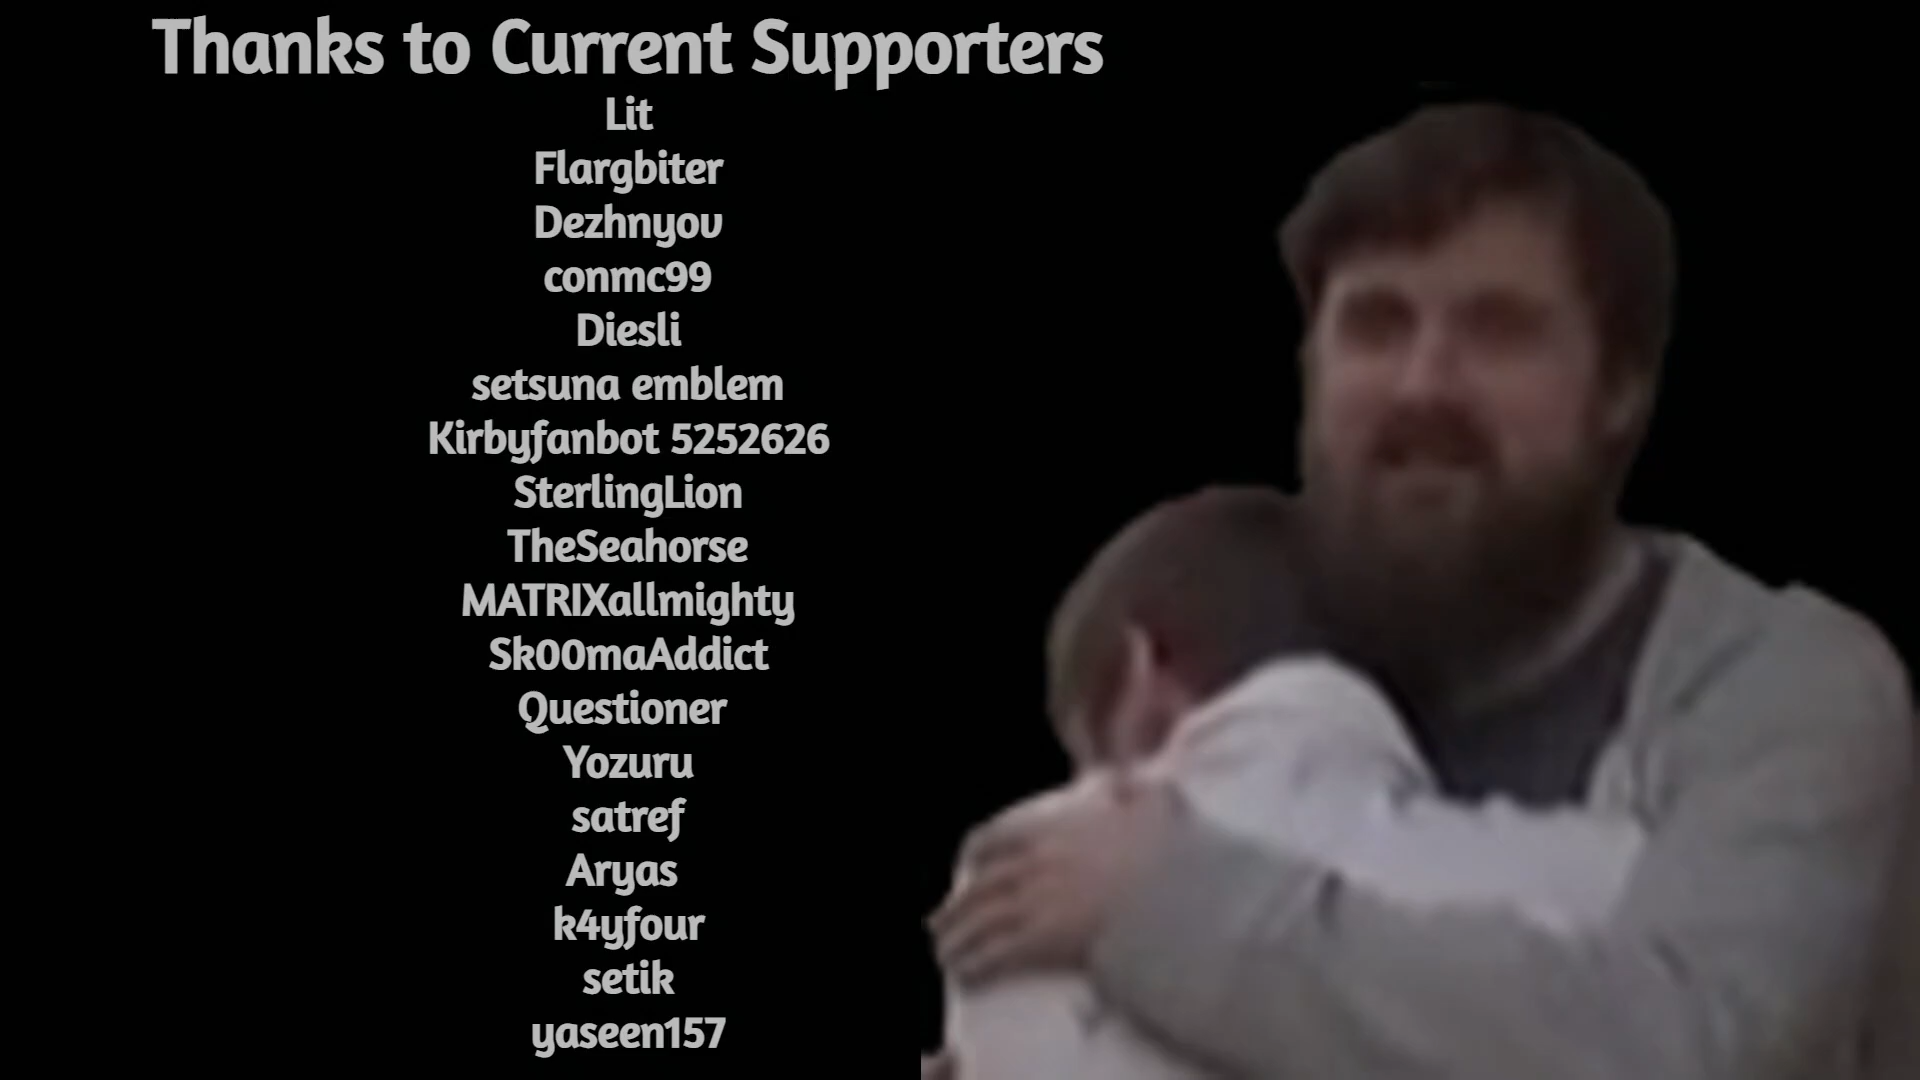 Thanks to Current Supporters
Lit
Flargbiter
Dezhnyov
conmc99
Diesli
setsuna emblem
Kirbyfanbot 5252626
SterlingLion
TheSeahorse
MATRIXallmighty
Sk00maAddict
Questioner
Yozuru
satref
Aryas
k4yfour
setik
yaseen157